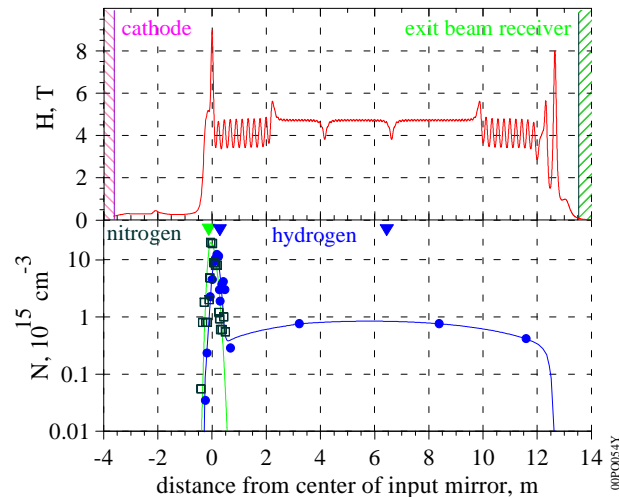 cathode
exit beam receiver
H, T
8
6
4
2
0
nitrogen
hydrogen
N, 10^15 cm^-3
10
1
0.1
0.01
-4 -2 0 2 4 6 8 10 12 14
distance from center of input mirror, m
00PO054Y